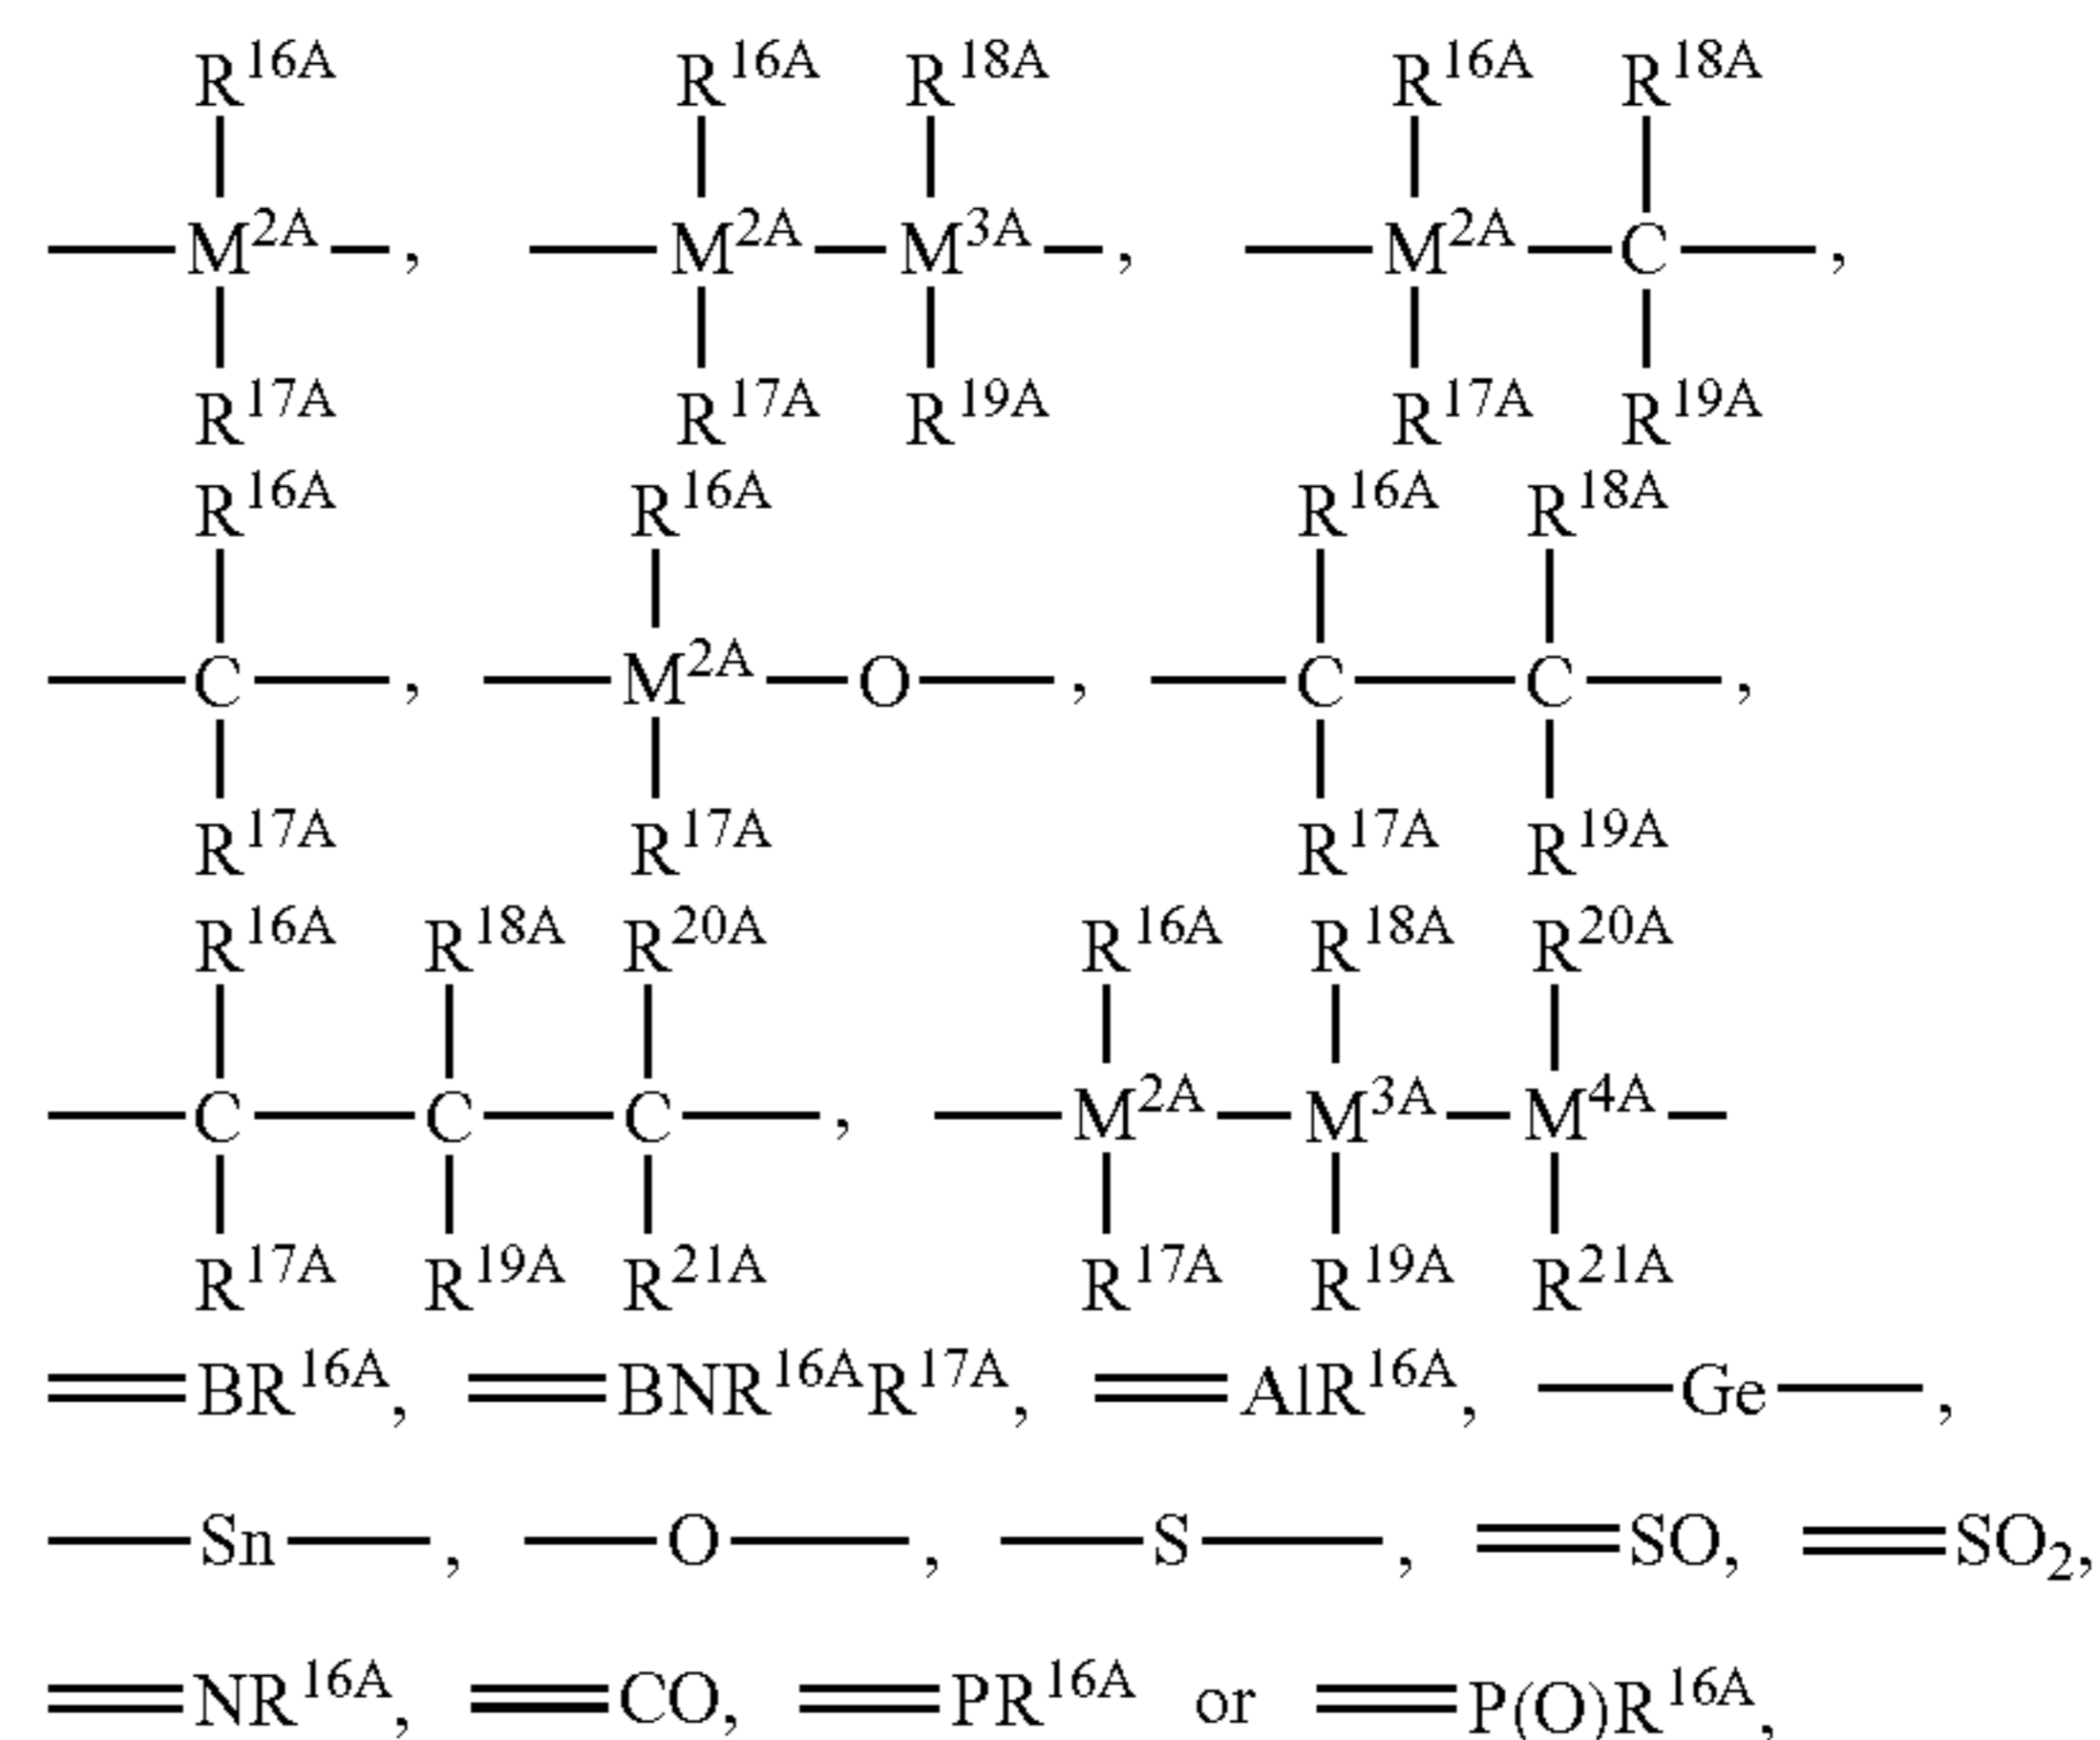 R16A R16A R18A R16A R18A
—M2A—, —M2A—M3A—, —M2A—C—,
R17A R17A R19A R17A R19A
R16A R16A R16A R18A
—C—, —M2A—O—, —C—C—,
R17A R17A R17A R19A
R16A R18A R20A R16A R18A R20A
—C—C—C—, —M2A—M3A—M4A—
R17A R19A R21A R17A R19A R21A
=BR16A, =BNR16AR17A, =AlR16A, —Ge—,
—Sn—, —O—, —S—, =SO, =SO2,
=NR16A, =CO, =PR16A or =P(O)R16A,